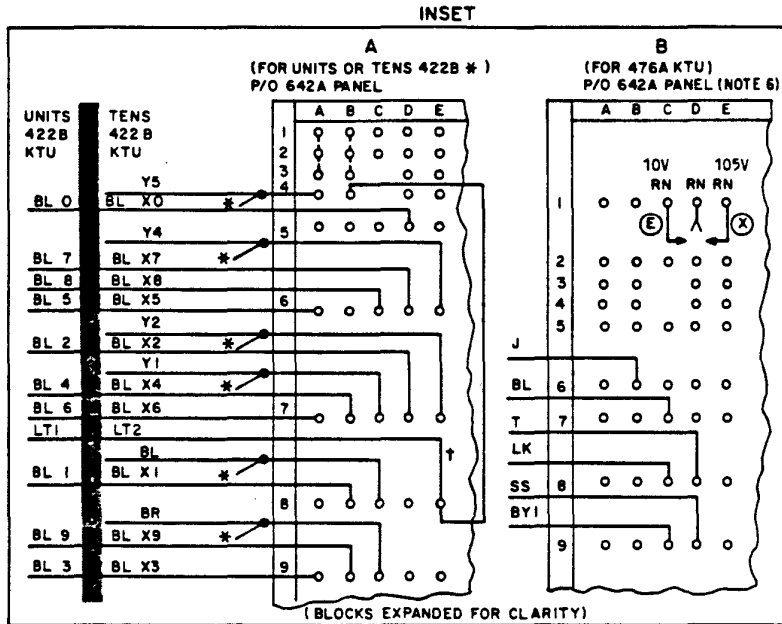 INSET
A
(FOR UNITS OR TENS 422B *)
P/O 642A PANEL
B
(FOR 476A KTU)
P/O 642A PANEL (NOTE 6)
UNITS
422B
KTU
TENS
422B
KTU
A B C D E
1
2
3
4
5
6
7
8
9
Y5
BL 0 BL X0 *
Y4
*
BL 7 BL X7
BL 8 BL X8
BL 5 BL X5
Y2
BL 2 BL X2 *
Y1
BL 4 BL X4 *
BL 6 BL X6
LT1 LT2
†
BL
BL 1 BL X1 *
BR
BL 9 BL X9 *
BL 3 BL X3
A B C D E
10V 105V
RN RN RN
E X
1
2
3
4
5
6
7
8
9
J
BL
T
LK
SS
BY1
(BLOCKS EXPANDED FOR CLARITY)